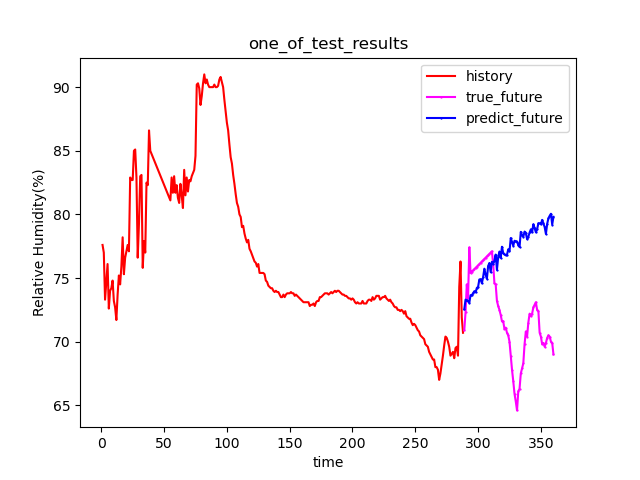 one_of_test_results
history
true_future
predict_future
Relative Humidity(%)
90
85
80
75
70
65
0 50 100 150 200 250 300 350
time